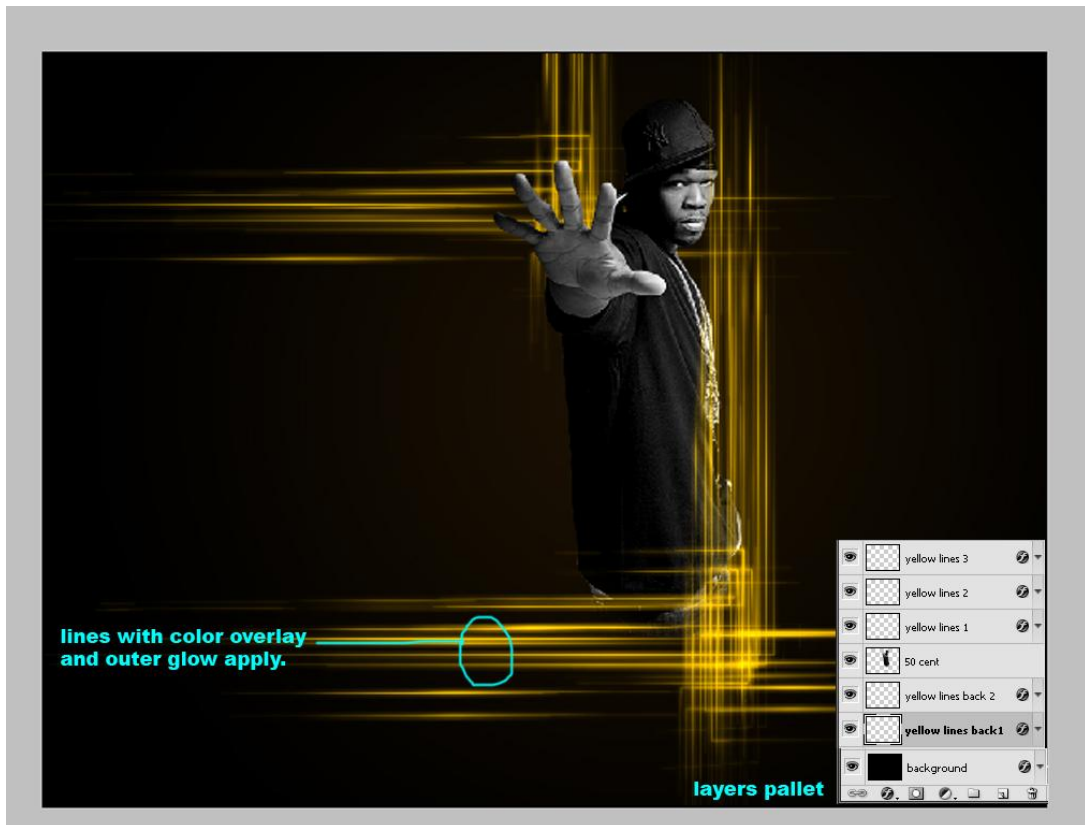 yellow lines 3
yellow lines 2
yellow lines 1
50 cent
yellow lines back 2
yellow lines back1
background
lines with color overlay
and outer glow apply.
layers pallet